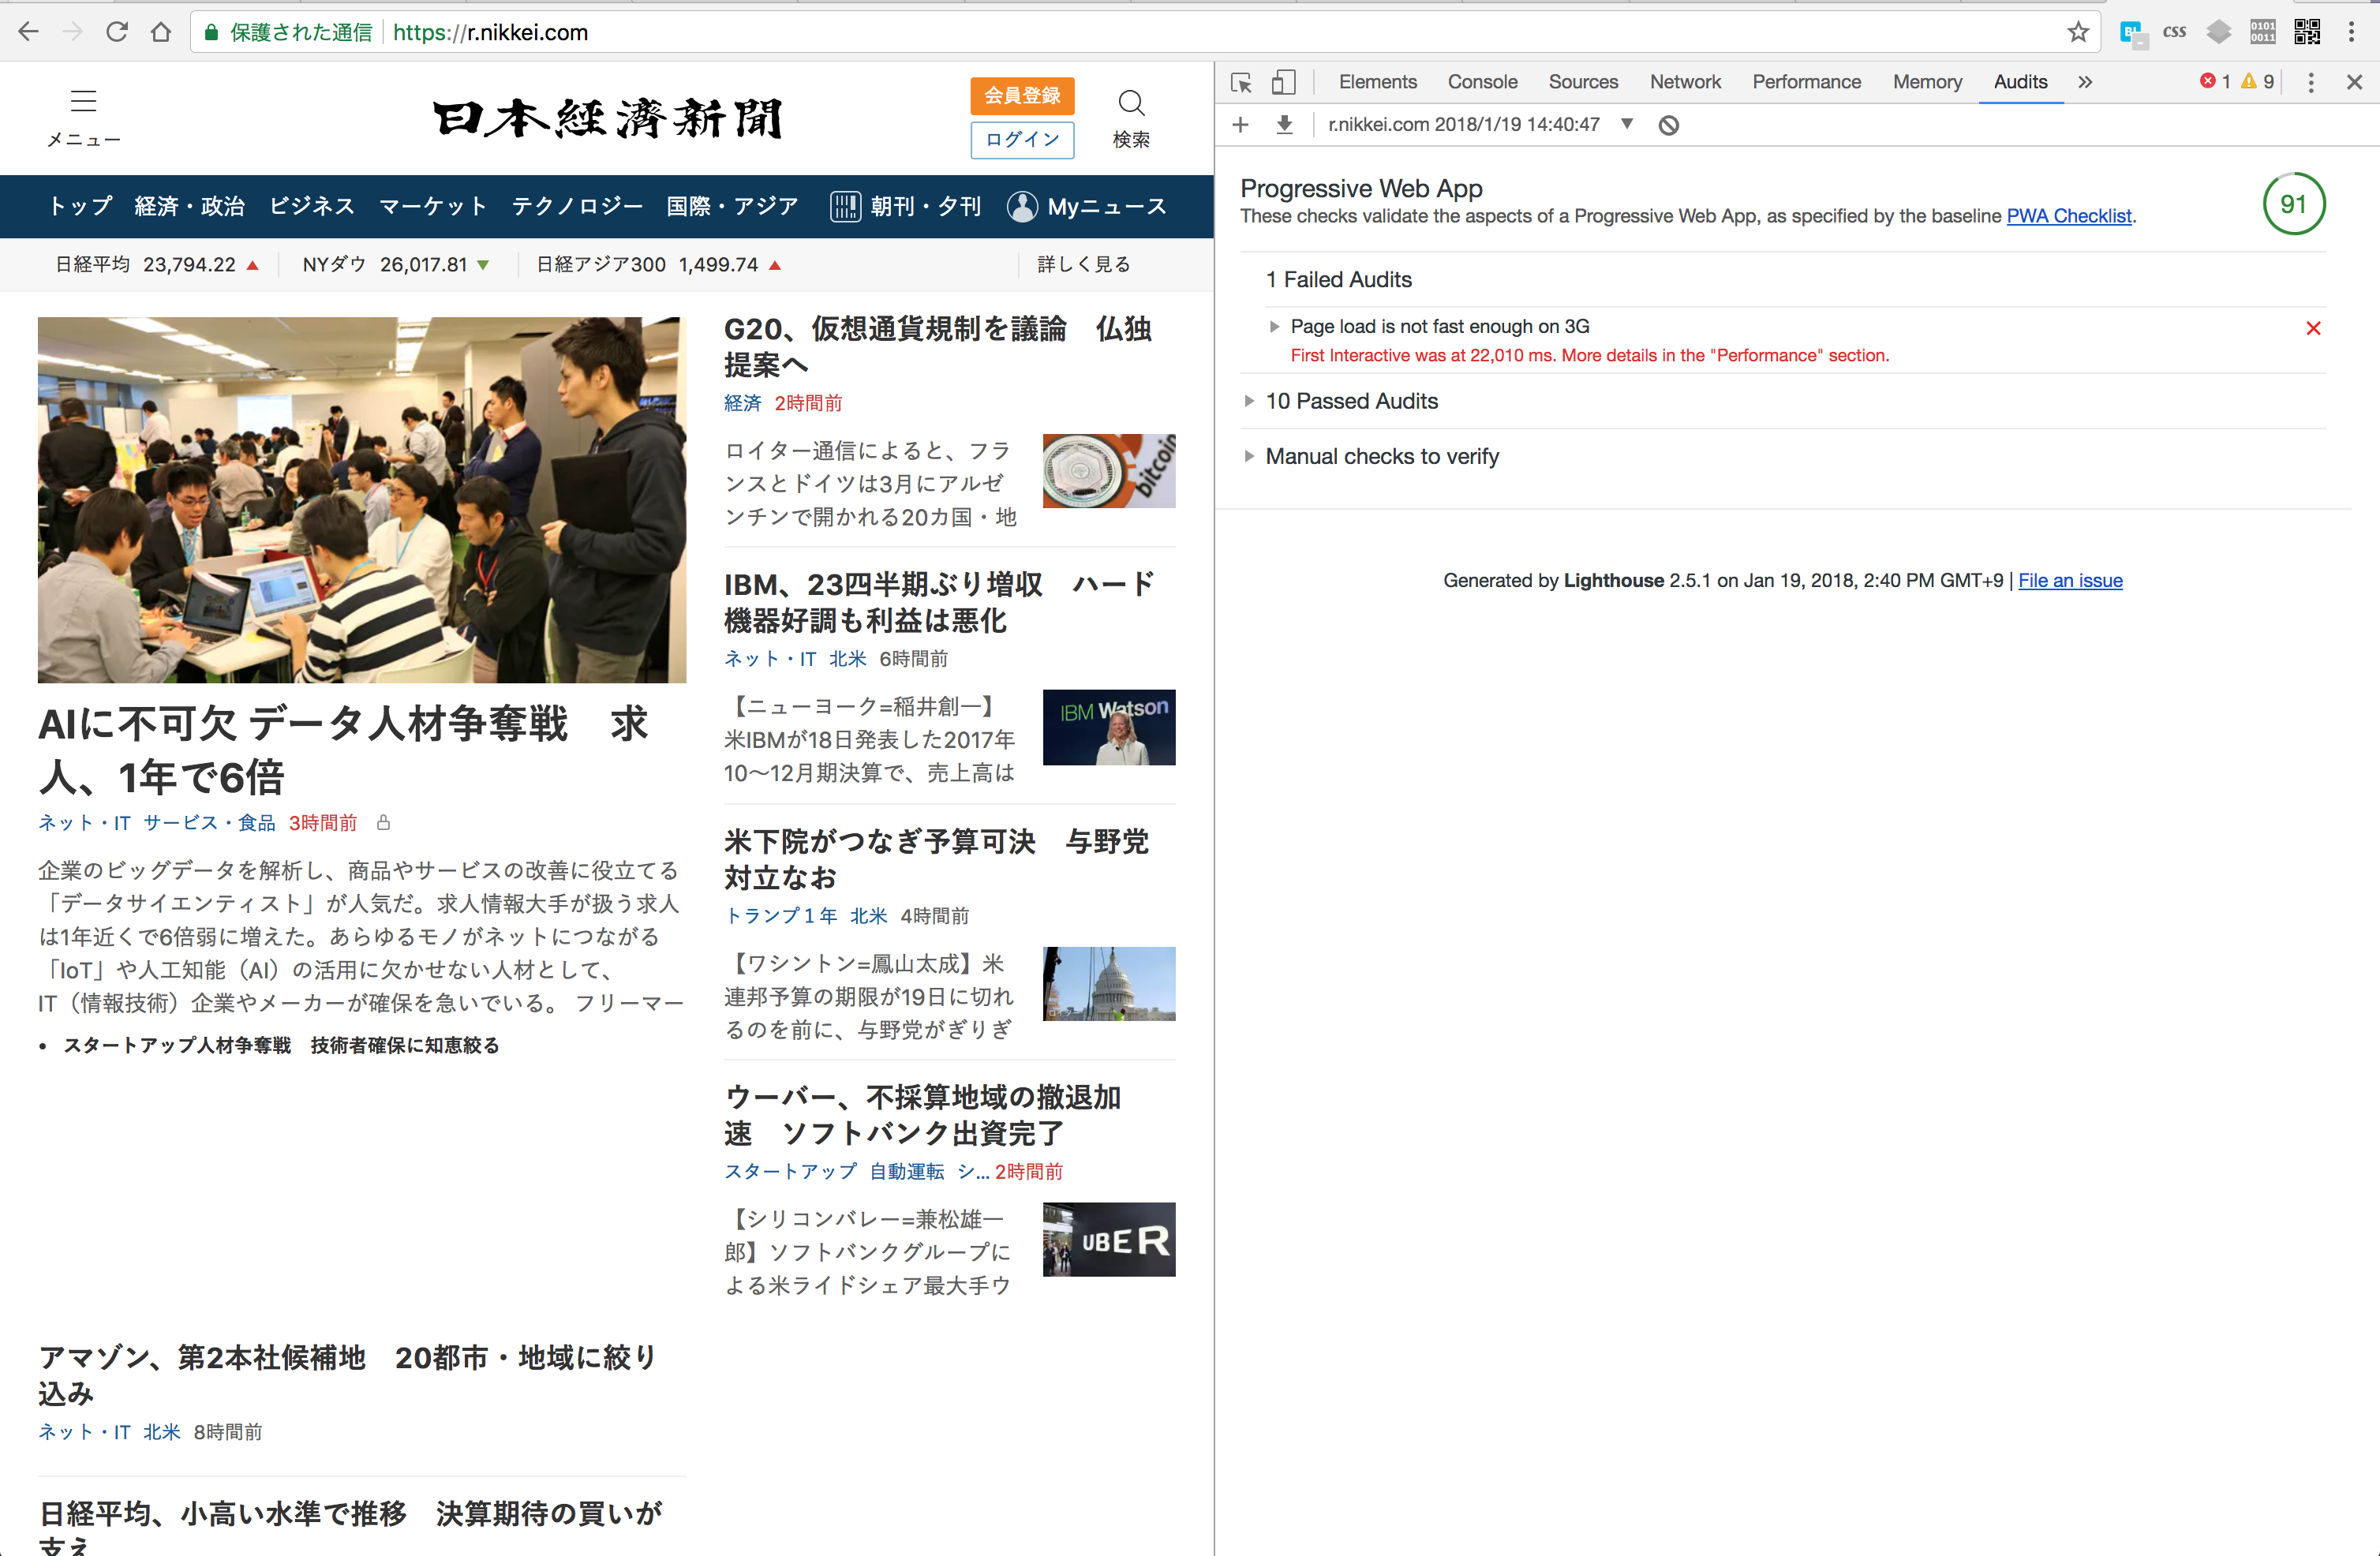 保護された通信 https://r.nikkei.com
CSS
0101
0011
メニュー
日本経済新聞
会員登録
ログイン
検索
トップ 経済・政治 ビジネス マーケット テクノロジー 国際・アジア 朝刊・夕刊 Myニュース
日経平均 23,794.22 ▲ NYダウ 26,017.81 ▼ 日経アジア300 1,499.74 ▲ 詳しく見る
AIに不可欠 データ人材争奪戦 求
人、1年で6倍
ネット・IT サービス・食品 3時間前
企業のビッグデータを解析し、商品やサービスの改善に役立てる
「データサイエンティスト」が人気だ。求人情報大手が扱う求人
は1年近くで6倍弱に増えた。あらゆるモノがネットにつながる
「IoT」や人工知能（AI）の活用に欠かせない人材として、
IT（情報技術）企業やメーカーが確保を急いでいる。 フリーマー
• スタートアップ人材争奪戦 技術者確保に知恵絞る
アマゾン、第2本社候補地 20都市・地域に絞り
込み
ネット・IT 北米 8時間前
日経平均、小高い水準で推移 決算期待の買いが
支え
G20、仮想通貨規制を議論 仏独
提案へ
経済 2時間前
ロイター通信によると、フラ
ンスとドイツは3月にアルゼ
ンチンで開かれる20カ国・地
bitcoin
IBM、23四半期ぶり増収 ハード
機器好調も利益は悪化
ネット・IT 北米 6時間前
【ニューヨーク=稲井創一】
米IBMが18日発表した2017年
10〜12月期決算で、売上高は
IBM Watson
米下院がつなぎ予算可決 与野党
対立なお
トランプ１年 北米 4時間前
【ワシントン=鳳山太成】米
連邦予算の期限が19日に切れ
るのを前に、与野党がぎりぎ
ウーバー、不採算地域の撤退加
速 ソフトバンク出資完了
スタートアップ 自動運転 シ... 2時間前
【シリコンバレー=兼松雄一
郎】ソフトバンクグループに
よる米ライドシェア最大手ウ
UBER
Elements Console Sources Network Performance Memory Audits » 1 9
r.nikkei.com 2018/1/19 14:40:47 ▼
Progressive Web App
These checks validate the aspects of a Progressive Web App, as specified by the baseline PWA Checklist.
91
1 Failed Audits
Page load is not fast enough on 3G
First Interactive was at 22,010 ms. More details in the "Performance" section.
10 Passed Audits
Manual checks to verify
Generated by Lighthouse 2.5.1 on Jan 19, 2018, 2:40 PM GMT+9 | File an issue